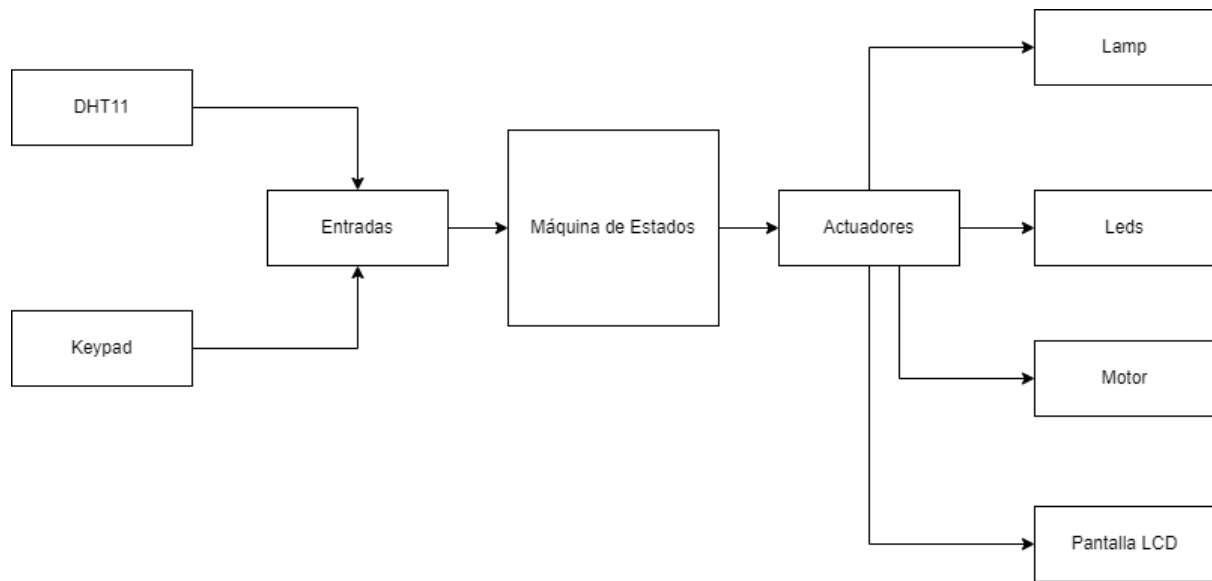 Lamp
DHT11
Entradas
Máquina de Estados
Actuadores
Leds
Keypad
Motor
Pantalla LCD